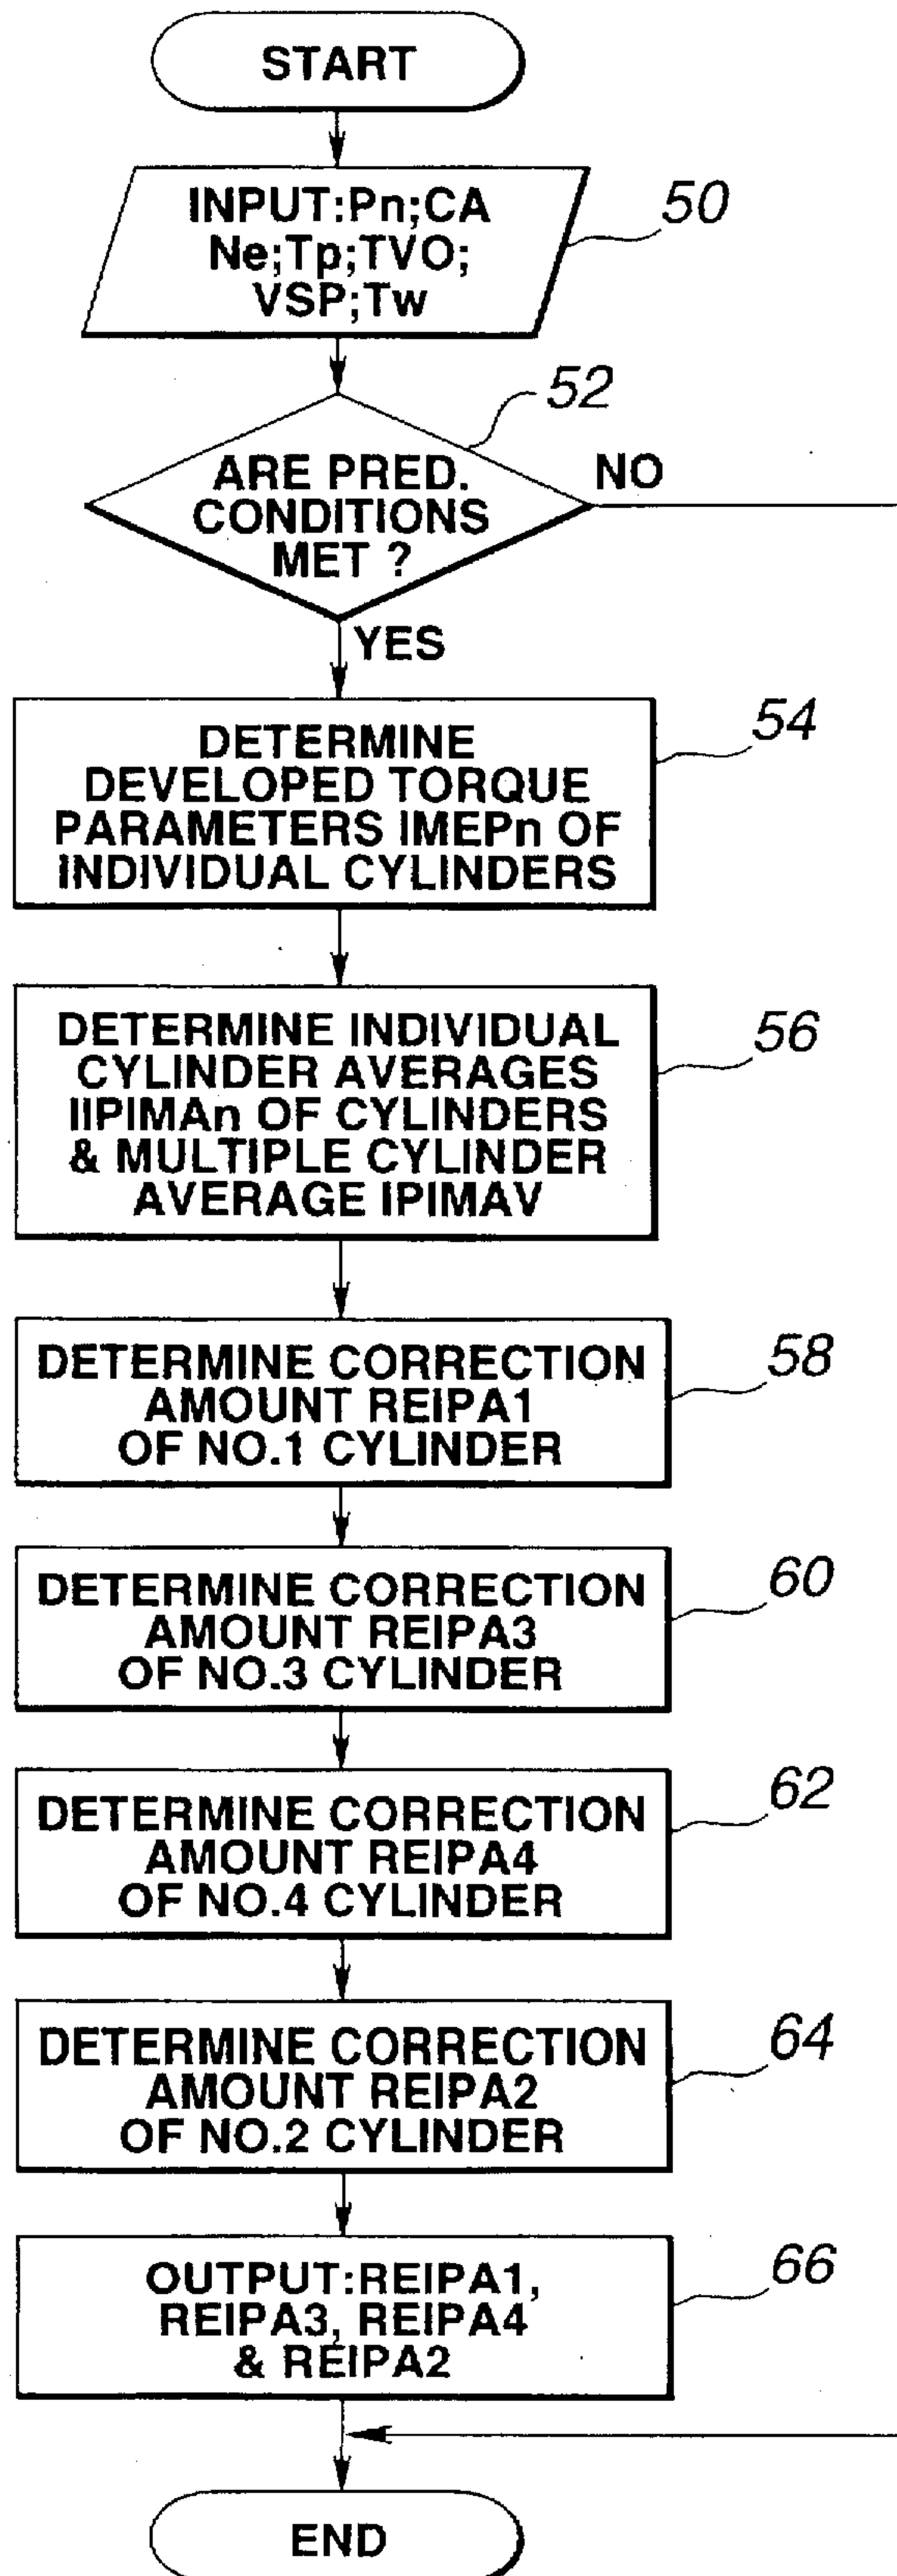 START
INPUT:Pn;CA
Ne;Tp;TVO;
VSP;Tw
50
52
ARE PRED.
CONDITIONS
MET ?
NO
YES
DETERMINE
DEVELOPED TORQUE
PARAMETERS IMEPn OF
INDIVIDUAL CYLINDERS
54
DETERMINE INDIVIDUAL
CYLINDER AVERAGES
IIPIMAn OF CYLINDERS
& MULTIPLE CYLINDER
AVERAGE IPIMAV
56
DETERMINE CORRECTION
AMOUNT REIPA1
OF NO.1 CYLINDER
58
DETERMINE CORRECTION
AMOUNT REIPA3
OF NO.3 CYLINDER
60
DETERMINE CORRECTION
AMOUNT REIPA4
OF NO.4 CYLINDER
62
DETERMINE CORRECTION
AMOUNT REIPA2
OF NO.2 CYLINDER
64
OUTPUT:REIPA1,
REIPA3, REIPA4
& REIPA2
66
END